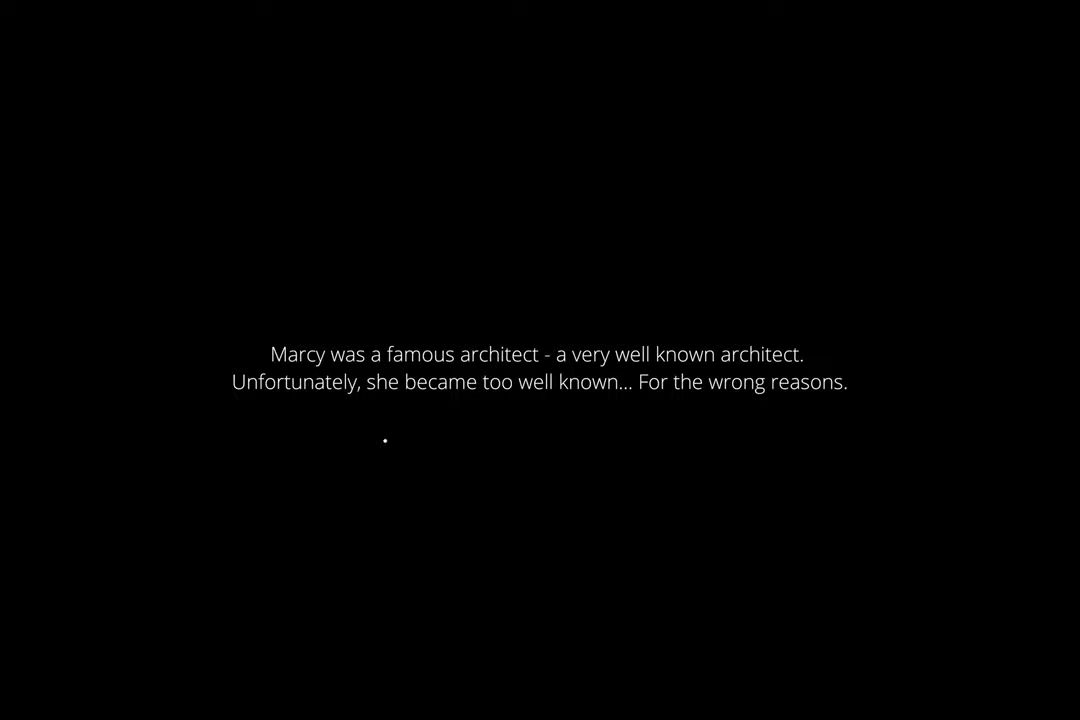 Marcy was a famous architect - a very well known architect.
Unfortunately, she became too well known... For the wrong reasons.